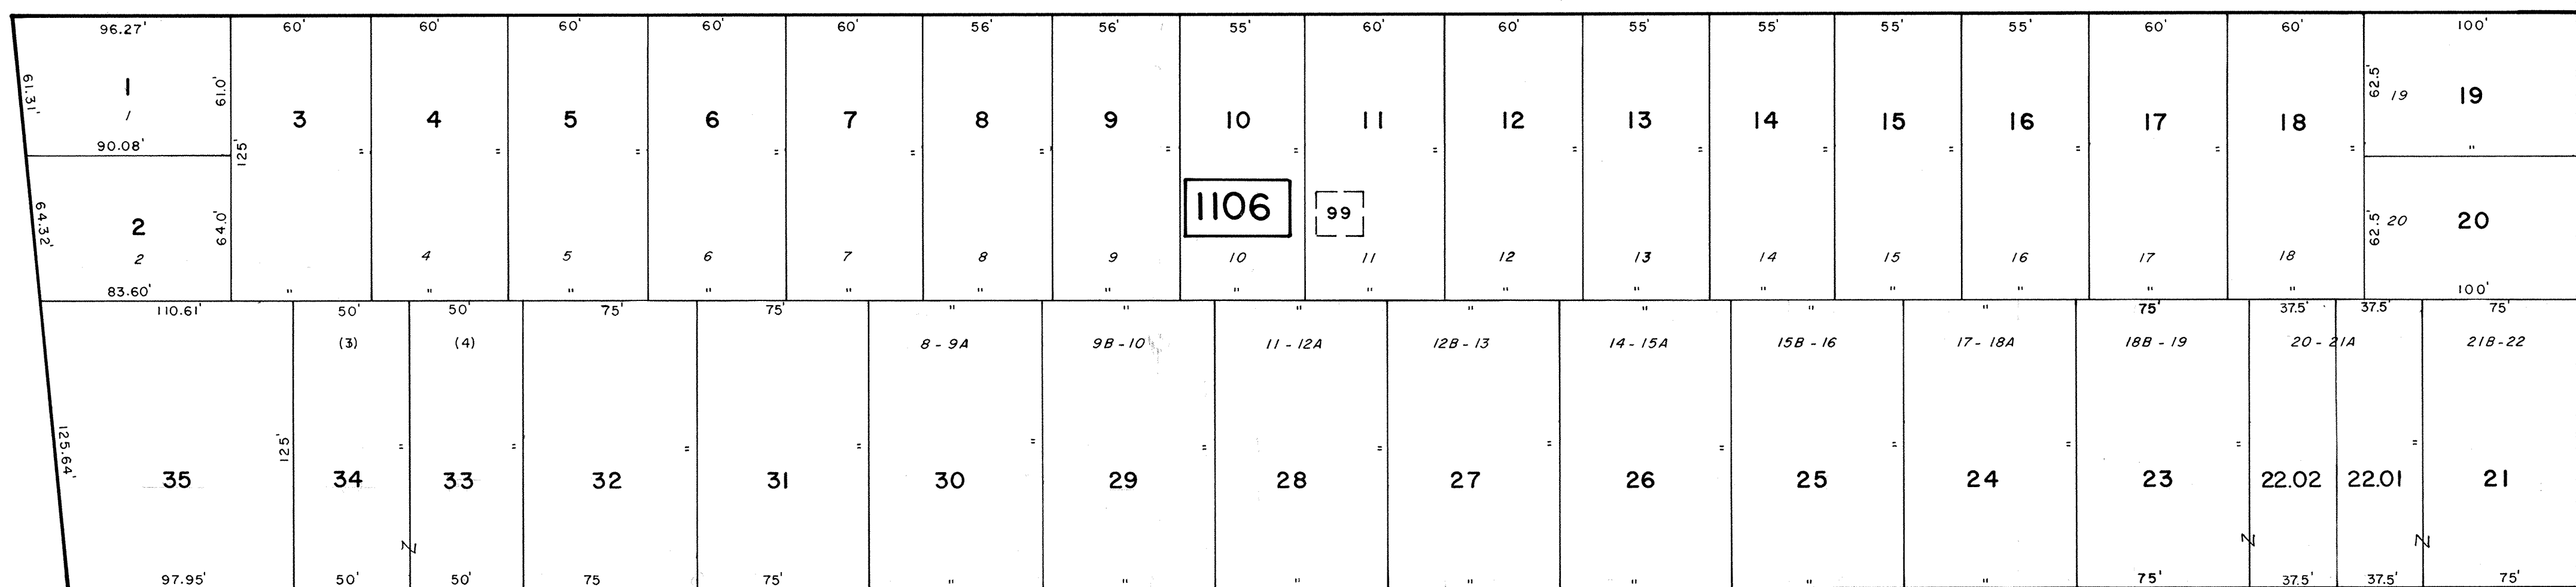 96.27' 60' 60' 60' 60' 60' 56' 56' 55' 60' 60' 55' 55' 55' 55' 60' 60' 100'
61.31' 1 61.0' 62.5' 19 19
1 3 4 5 6 7 8 9 10 11 12 13 14 15 16 17 18
90.08' 125' " " " " " " " " " " " " " " " " "
64.32' 2 64.0' 1106 99 62.5' 20 20
2 4 5 6 7 8 9 10 11 12 13 14 15 16 17 18
83.60' " " " " " " " " " " " " " " " " 100'
110.61' 50' 50' 75' 75' " " " " " " " 75' 37.5' 37.5' 75'
(3) (4) 8 - 9A 9B - 10 11 - 12A 12B - 13 14 - 15A 15B - 16 17 - 18A 18B - 19 20 - 21A 21B - 22
125.64' 125' " " " " " " " " " " " " "
35 34 33 32 31 30 29 28 27 26 25 24 23 22.02 22.01 21
Z Z Z
97.95' 50' 50' 75 75' " " " " " " " 75' 37.5' 37.5' 75'